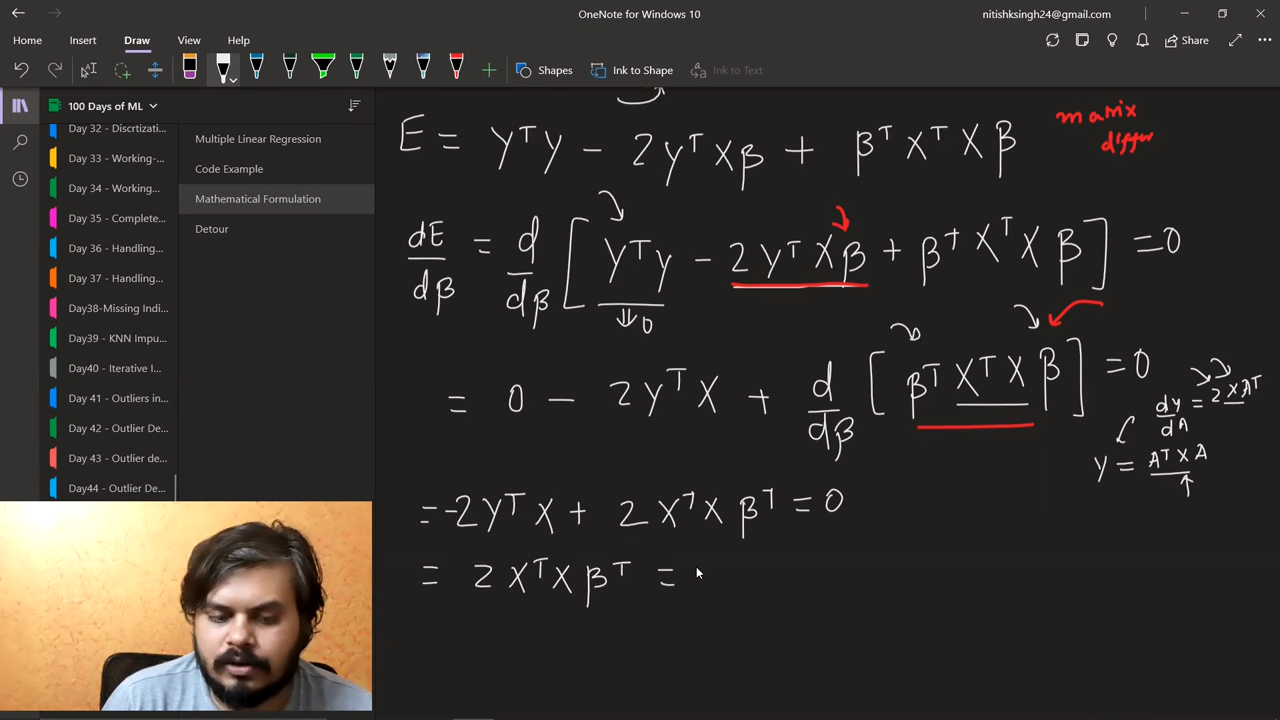 OneNote for Windows 10
nitishksingh24@gmail.com
Home Insert Draw View Help
Share
Shapes Ink to Shape Ink to Text
100 Days of ML
Day 32 - Discrtization...
Day 33 - Working-...
Day 34 - Working...
Day 35 - Complete...
Day 36 - Handling...
Day 37 - Handling...
Day38-Missing Indi...
Day39 - KNN Impu...
Day40 - Iterative I...
Day 41 - Outliers in...
Day 42 - Outlier De...
Day 43 - Outlier de...
Day44 - Outlier De...
Multiple Linear Regression
Code Example
Mathematical Formulation
Detour
E = Yᵀy - 2yᵀXβ + βᵀXᵀXβ
matrix
differ
dE/dβ = d/dβ [Yᵀy - 2yᵀXβ + βᵀXᵀXβ] = 0
⇓0
= 0 - 2YᵀX + d/dβ [βᵀXᵀXβ] = 0
dy/dA = 2XAᵀ
Y = AᵀXA
= -2YᵀX + 2XᵀXβᵀ = 0
= 2XᵀXβᵀ =